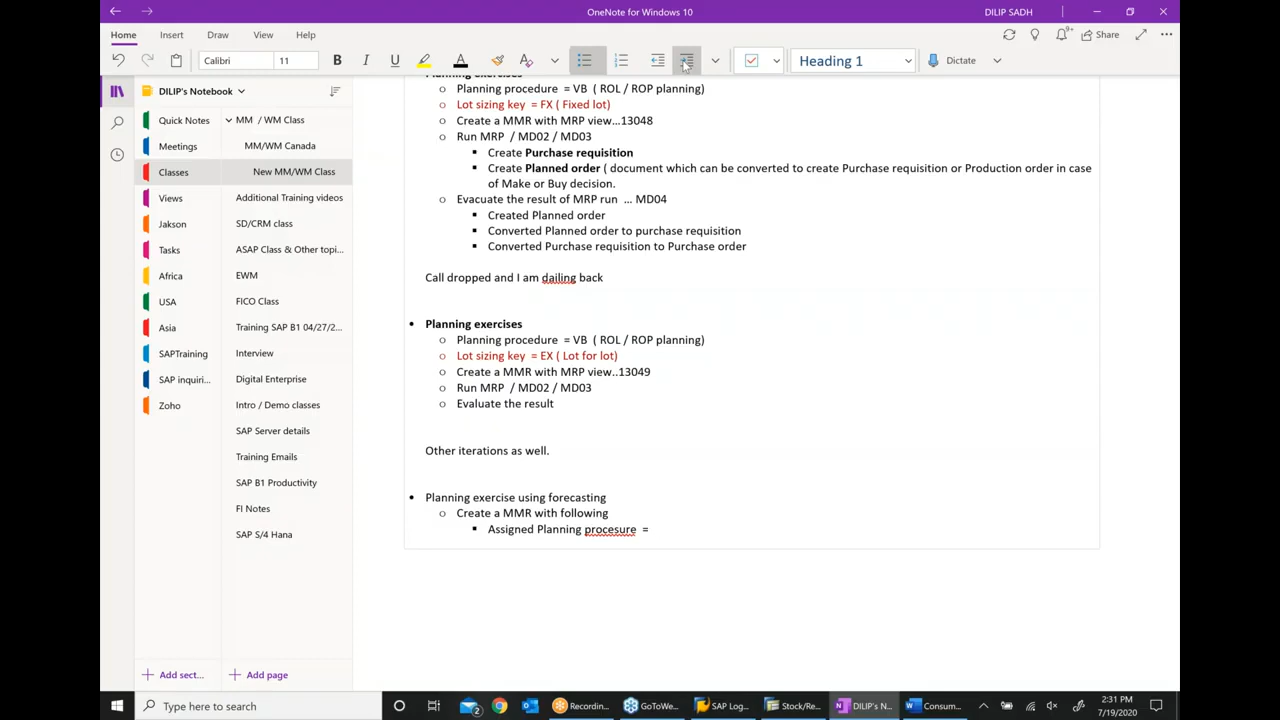 OneNote for Windows 10
DILIP SADH
Home Insert Draw View Help
9+ Share
Calibri 11 B I U A Heading 1 Dictate
DILIP's Notebook
Quick Notes
Meetings
Classes
Views
Jakson
Tasks
Africa
USA
Asia
SAPTraining
SAP inquiri...
Zoho
Add sect...
MM / WM Class
MM/WM Canada
New MM/WM Class
Additional Training videos
SD/CRM class
ASAP Class & Other topi...
EWM
FICO Class
Training SAP B1 04/27/2...
Interview
Digital Enterprise
Intro / Demo classes
SAP Server details
Training Emails
SAP B1 Productivity
FI Notes
SAP S/4 Hana
Add page
Planning exercises
o Planning procedure = VB ( ROL / ROP planning)
o Lot sizing key = FX ( Fixed lot)
o Create a MMR with MRP view...13048
o Run MRP / MD02 / MD03
▪ Create Purchase requisition
▪ Create Planned order ( document which can be converted to create Purchase requisition or Production order in case
of Make or Buy decision.
o Evacuate the result of MRP run ... MD04
▪ Created Planned order
▪ Converted Planned order to purchase requisition
▪ Converted Purchase requisition to Purchase order
Call dropped and I am dailing back
• Planning exercises
o Planning procedure = VB ( ROL / ROP planning)
o Lot sizing key = EX ( Lot for lot)
o Create a MMR with MRP view..13049
o Run MRP / MD02 / MD03
o Evaluate the result
Other iterations as well.
• Planning exercise using forecasting
o Create a MMR with following
▪ Assigned Planning procesure =
Type here to search
2
Recordin...
GoToWe...
SAP Log...
Stock/Re...
DILIP's N...
Consum...
2:31 PM
7/19/2020